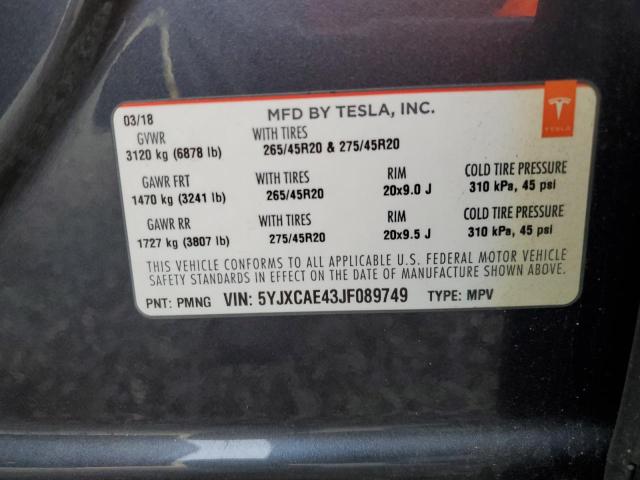 03/18 MFD BY TESLA, INC.
TESLA
GVWR WITH TIRES
3120 kg (6878 lb) 265/45R20 & 275/45R20
GAWR FRT WITH TIRES RIM COLD TIRE PRESSURE
1470 kg (3241 lb) 265/45R20 20x9.0 J 310 kPa, 45 psi
GAWR RR WITH TIRES RIM COLD TIRE PRESSURE
1727 kg (3807 lb) 275/45R20 20x9.5 J 310 kPa, 45 psi
THIS VEHICLE CONFORMS TO ALL APPLICABLE U.S. FEDERAL MOTOR VEHICLE
SAFETY STANDARDS IN EFFECT ON THE DATE OF MANUFACTURE SHOWN ABOVE.
PNT: PMNG VIN: 5YJXCAE43JF089749 TYPE: MPV